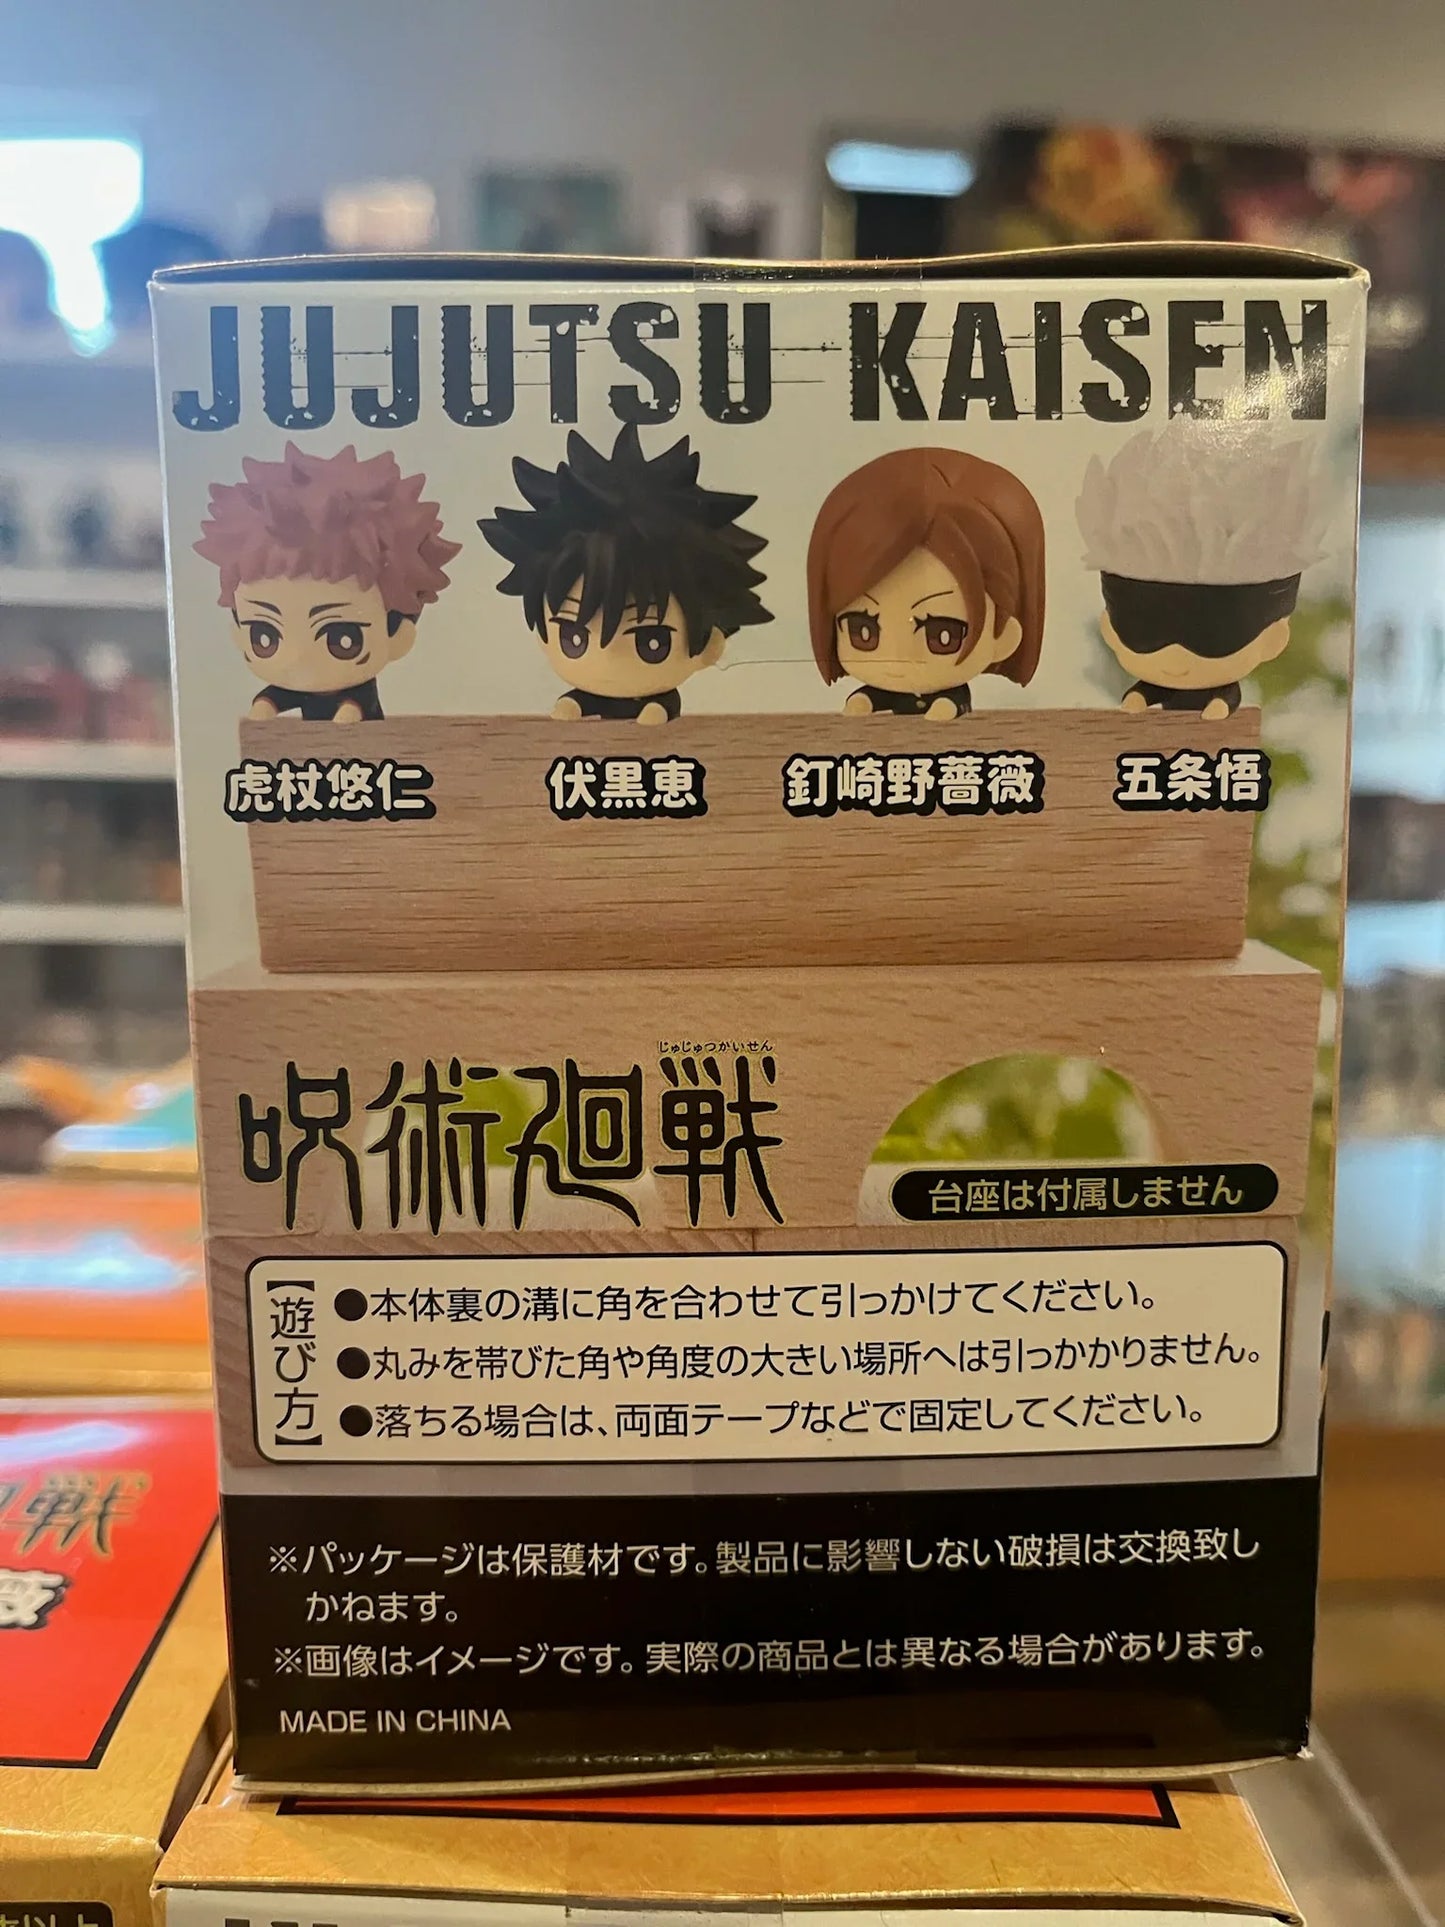 JUJUTSU KAISEN
虎杖悠仁 伏黒恵 釘崎野薔薇 五条悟
じゅじゅつかいせん
呪術廻戦
台座は付属しません
【遊び方】
●本体裏の溝に角を合わせて引っかけてください。
●丸みを帯びた角や角度の大きい場所へは引っかかりません。
●落ちる場合は、両面テープなどで固定してください。
※パッケージは保護材です。製品に影響しない破損は交換致し
かねます。
※画像はイメージです。実際の商品とは異なる場合があります。
MADE IN CHINA
戦